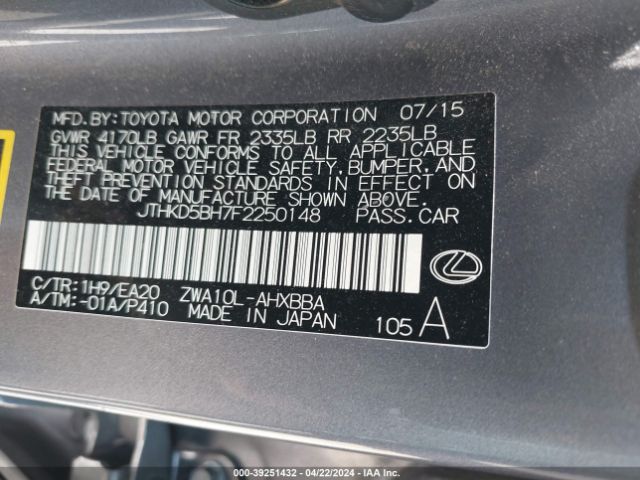 MFD.BY:TOYOTA MOTOR CORPORATION 07/15
GVWR 4170LB GAWR FR 2335LB RR 2235LB
THIS VEHICLE CONFORMS TO ALL APPLICABLE
FEDERAL MOTOR VEHICLE SAFETY,BUMPER,AND
THEFT PREVENTION STANDARDS IN EFFECT ON
THE DATE OF MANUFACTURE SHOWN ABOVE.
JTHKD5BH7F2250148 PASS.CAR
C/TR:1H9/EA20 ZWA10L-AHXBBA
A/TM:-01A/P410 MADE IN JAPAN 105 A
000-39251432 - 04/22/2024 - IAA Inc.